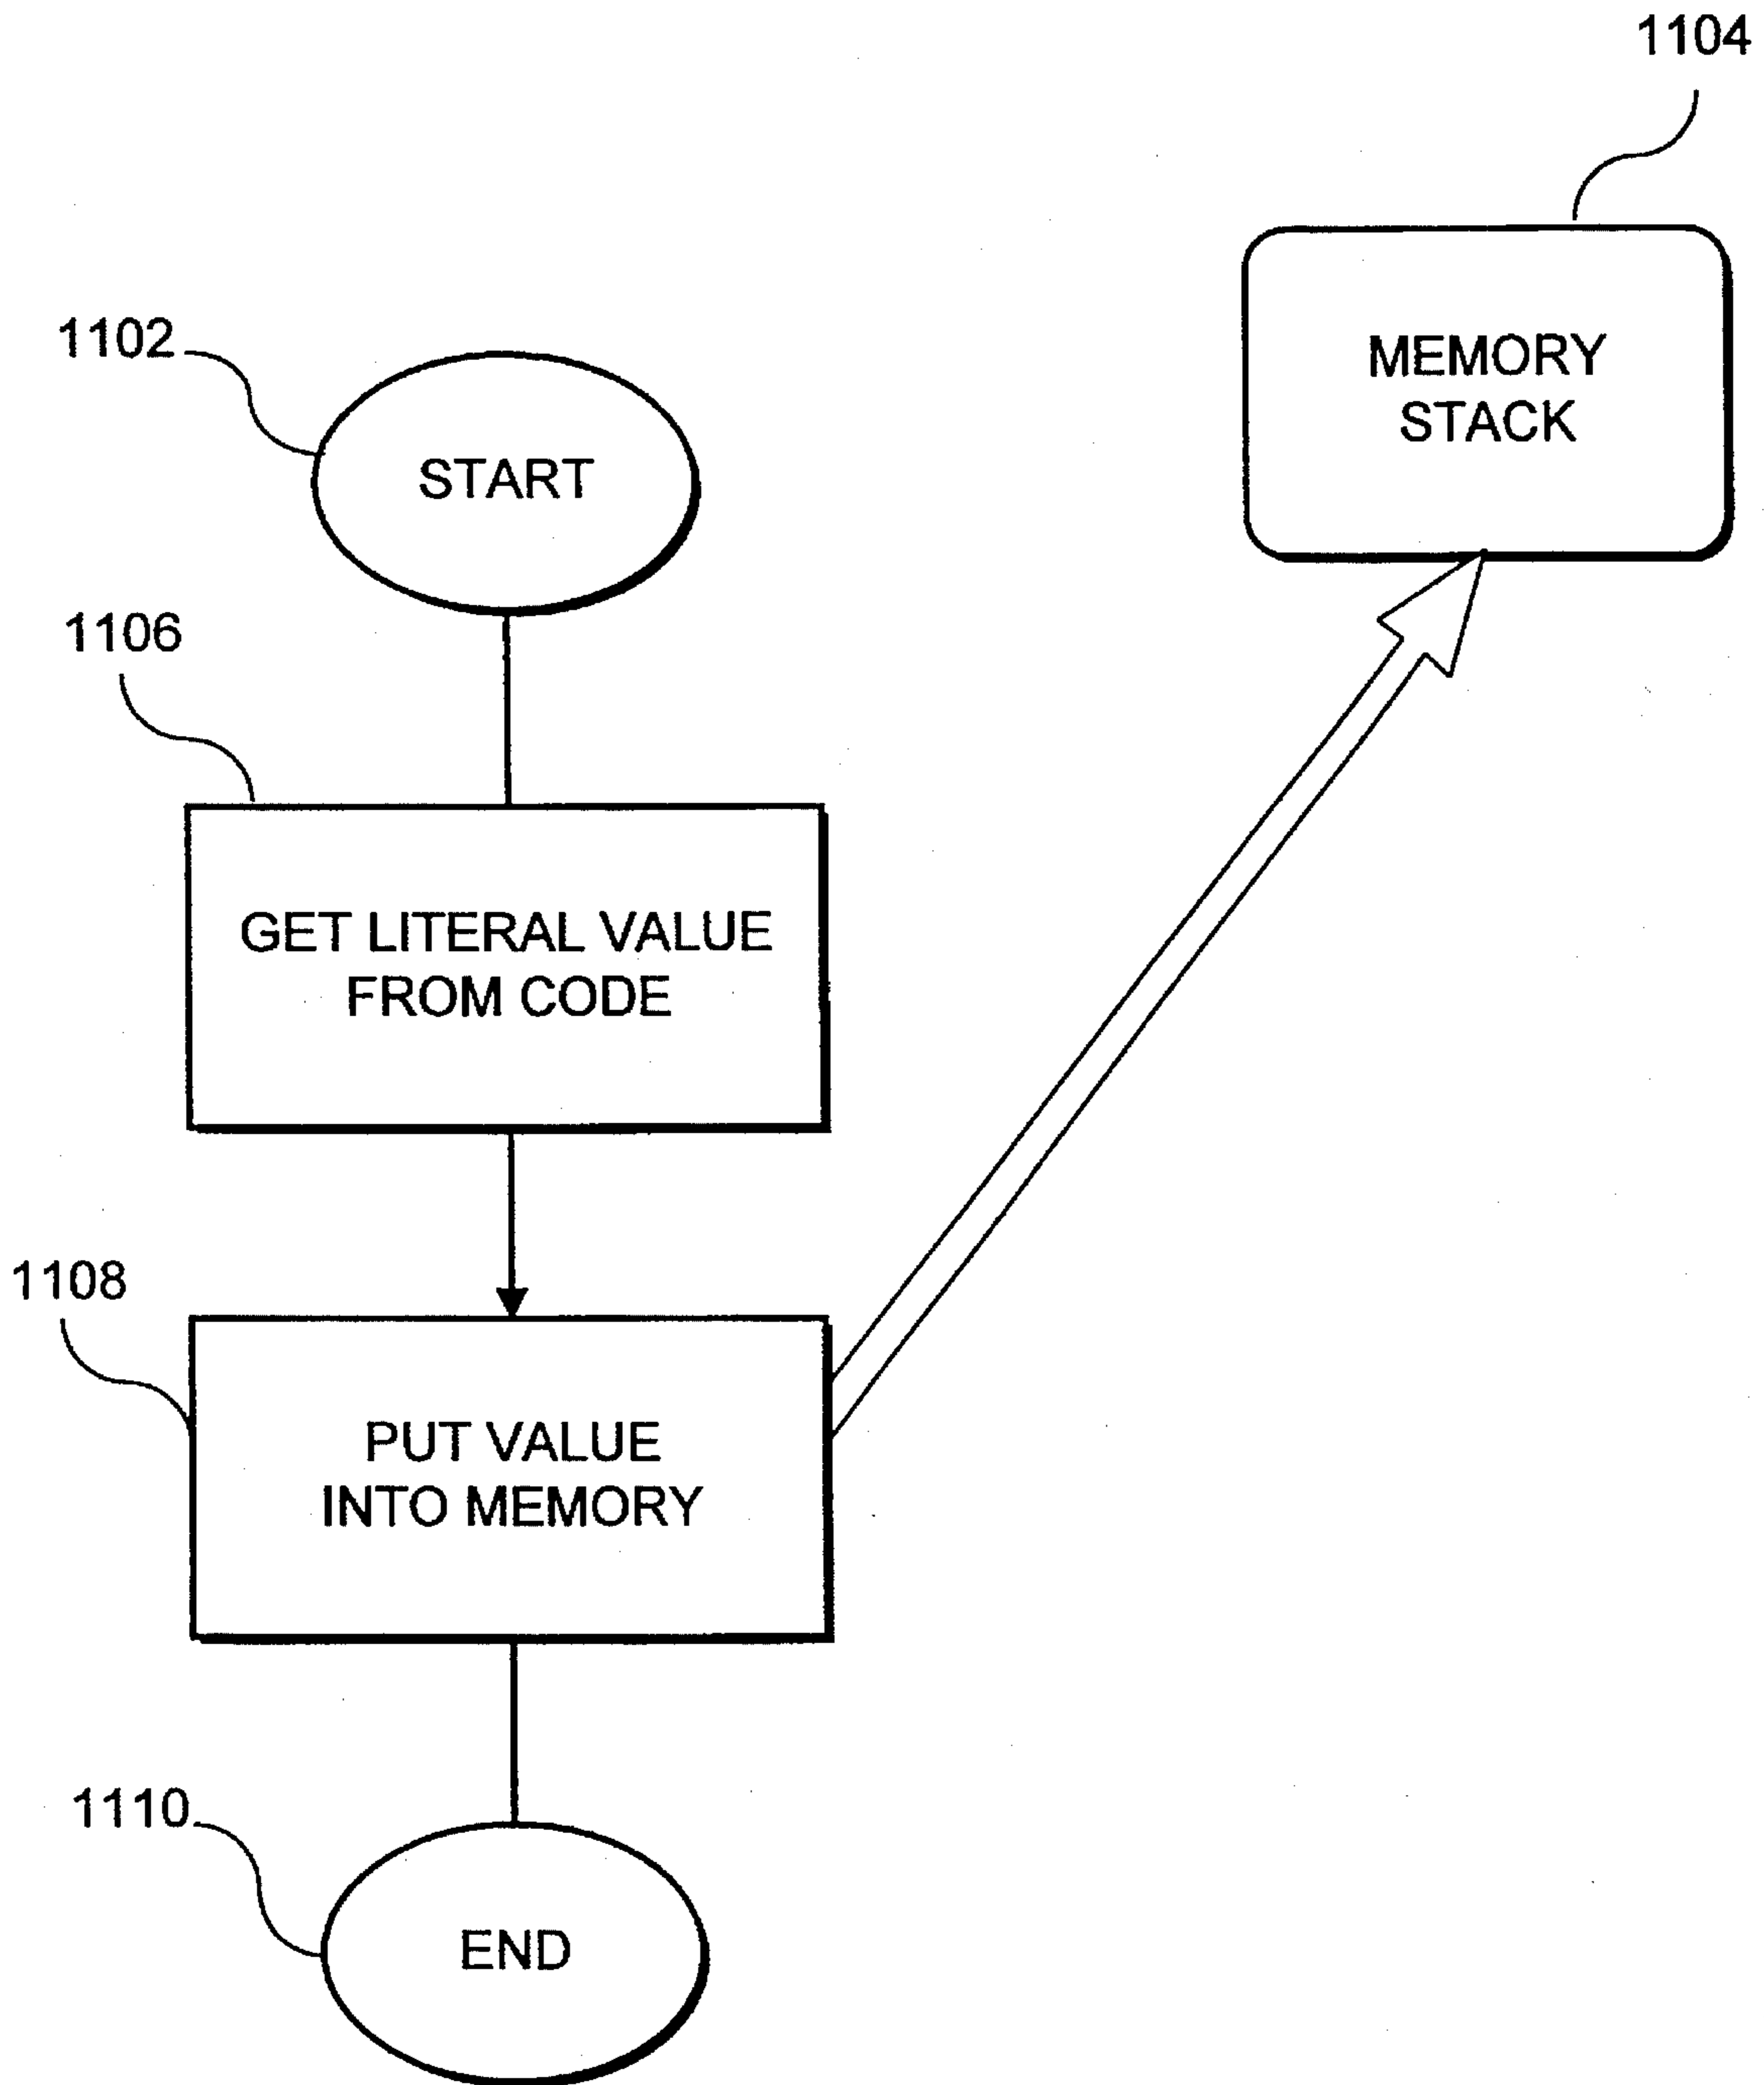 1104
MEMORY
STACK
1102
START
1106
GET LITERAL VALUE
FROM CODE
1108
PUT VALUE
INTO MEMORY
1110
END